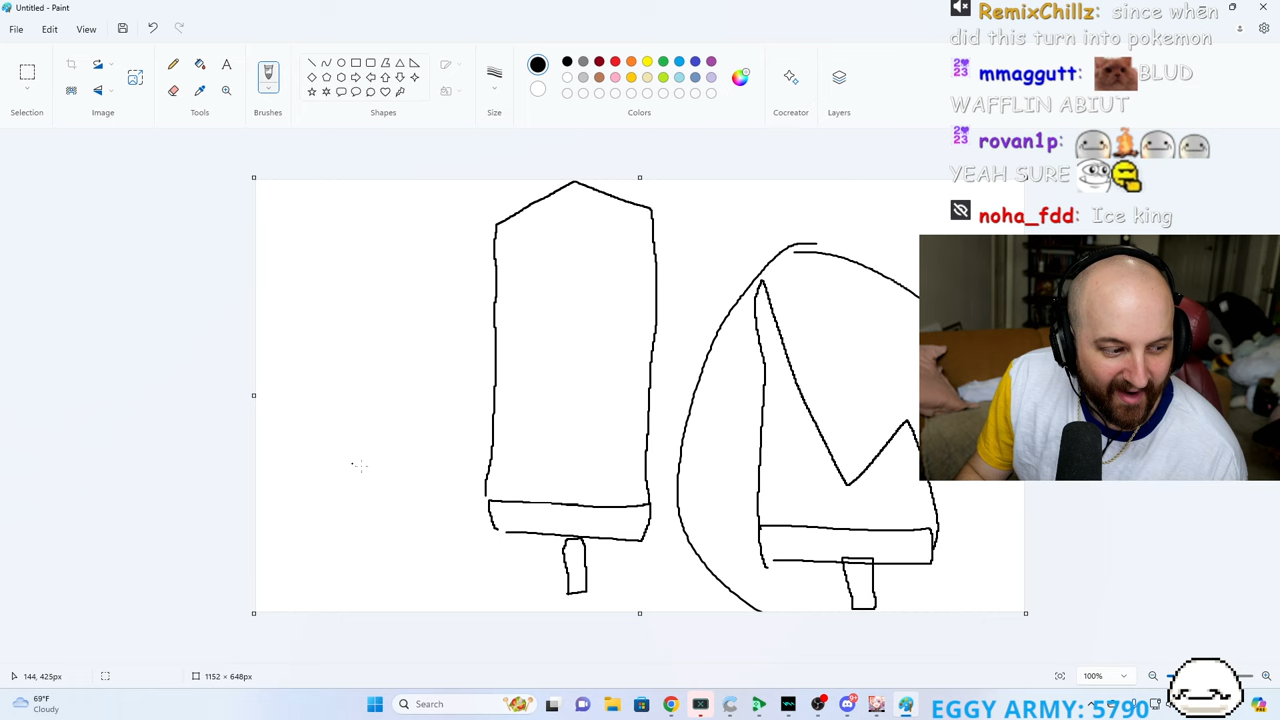 Untitled - Paint
File Edit View
Selection Image Tools Brushes Shapes Size Colors Cocreator Layers
RemixChillz: since when
did this turn into pokemon
mmaggutt: BLUD
WAFFLIN ABIUT
rovan1p:
YEAH SURE
noha_fdd: Ice king
144, 425px 1152 × 648px 100%
69°F
Cloudy
Search
EGGY ARMY: 5790